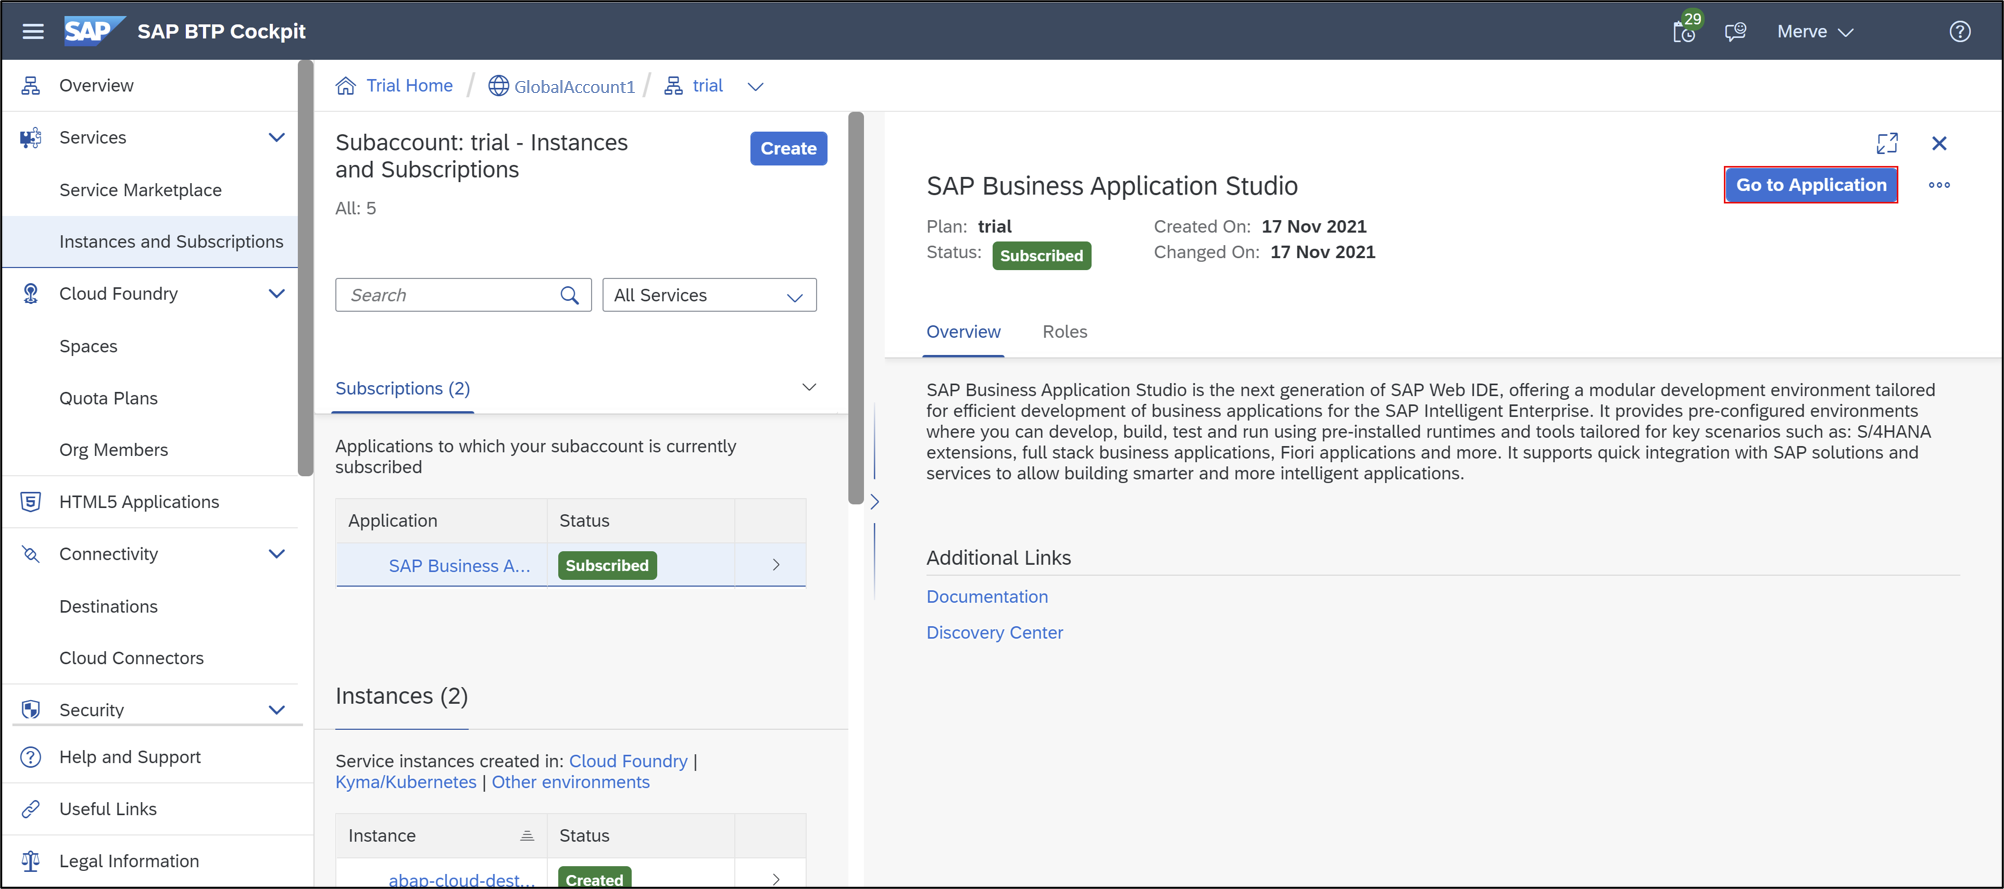 SAP SAP BTP Cockpit
29
Merve
Overview
Services
Service Marketplace
Instances and Subscriptions
Cloud Foundry
Spaces
Quota Plans
Org Members
HTML5 Applications
Connectivity
Destinations
Cloud Connectors
Security
Help and Support
Useful Links
Legal Information
Trial Home / GlobalAccount1 / trial
Subaccount: trial - Instances
and Subscriptions
Create
All: 5
Search
All Services
Subscriptions (2)
Applications to which your subaccount is currently
subscribed
Application Status
SAP Business A... Subscribed
Instances (2)
Service instances created in: Cloud Foundry |
Kyma/Kubernetes | Other environments
Instance Status
abap-cloud-dest... Created
SAP Business Application Studio
Go to Application
Plan: trial Created On: 17 Nov 2021
Status: Subscribed Changed On: 17 Nov 2021
Overview Roles
SAP Business Application Studio is the next generation of SAP Web IDE, offering a modular development environment tailored
for efficient development of business applications for the SAP Intelligent Enterprise. It provides pre-configured environments
where you can develop, build, test and run using pre-installed runtimes and tools tailored for key scenarios such as: S/4HANA
extensions, full stack business applications, Fiori applications and more. It supports quick integration with SAP solutions and
services to allow building smarter and more intelligent applications.
Additional Links
Documentation
Discovery Center